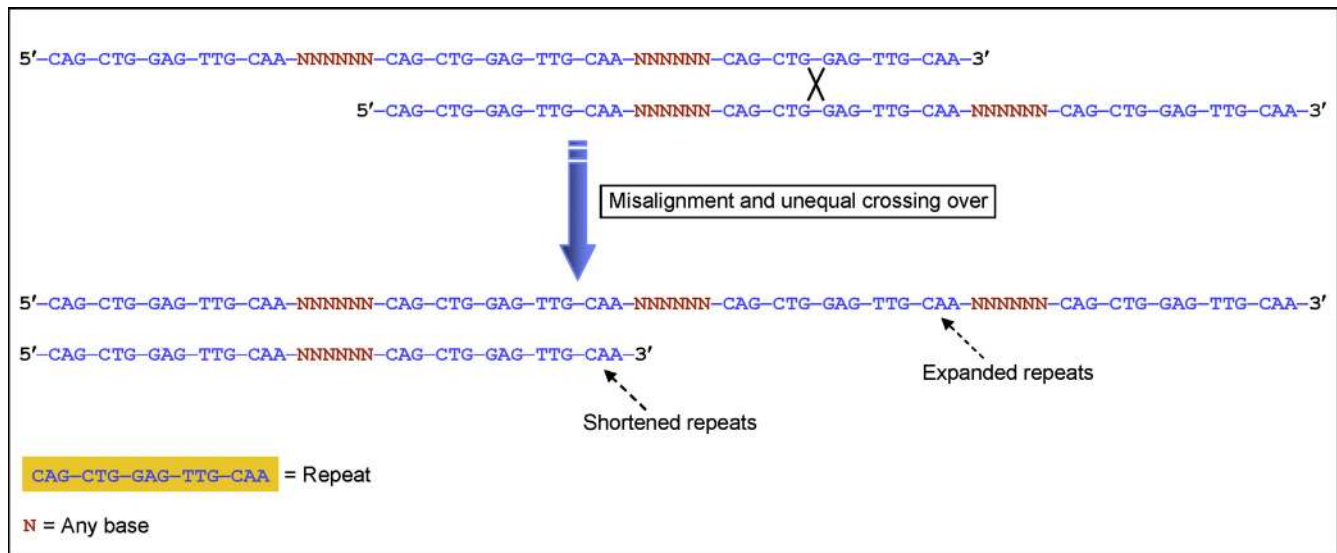 5′–CAG–CTG–GAG–TTG–CAA–NNNNNN–CAG–CTG–GAG–TTG–CAA–NNNNNN–CAG–CTG–GAG–TTG–CAA–3′
5′–CAG–CTG–GAG–TTG–CAA–NNNNNN–CAG–CTG–GAG–TTG–CAA–NNNNNN–CAG–CTG–GAG–TTG–CAA–3′
Misalignment and unequal crossing over
5′–CAG–CTG–GAG–TTG–CAA–NNNNNN–CAG–CTG–GAG–TTG–CAA–NNNNNN–CAG–CTG–GAG–TTG–CAA–NNNNNN–CAG–CTG–GAG–TTG–CAA–3′
5′–CAG–CTG–GAG–TTG–CAA–NNNNNN–CAG–CTG–GAG–TTG–CAA–3′
Expanded repeats
Shortened repeats
CAG–CTG–GAG–TTG–CAA = Repeat
N = Any base